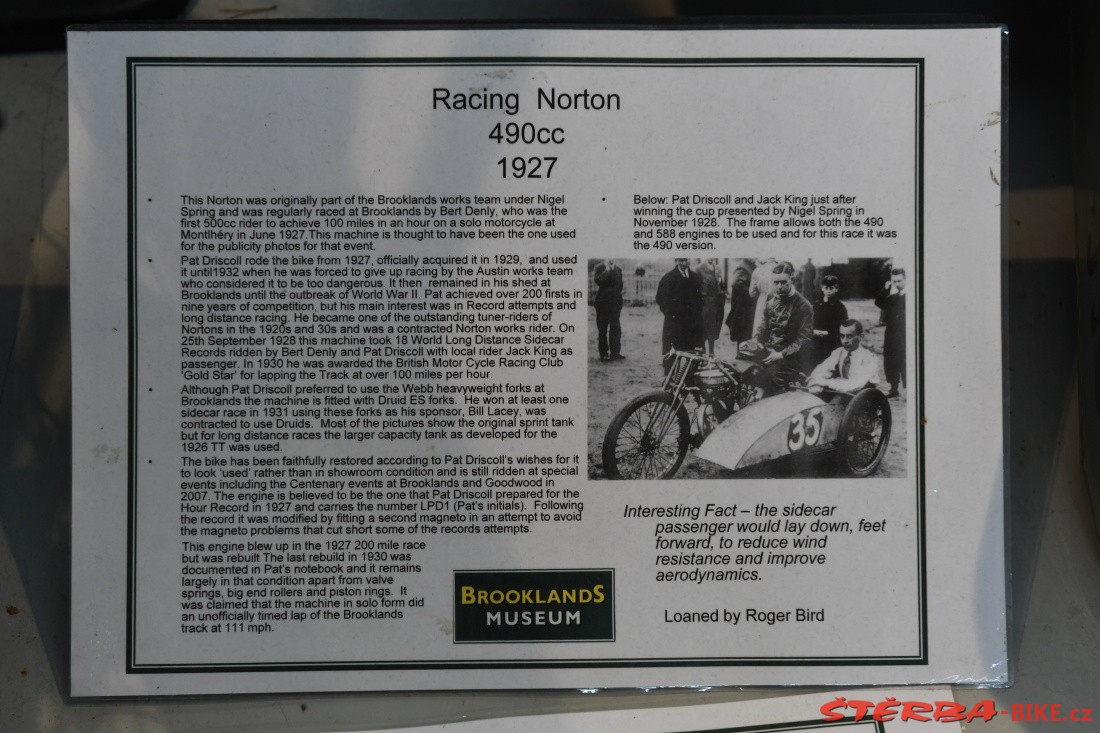 Racing Norton
490cc
1927
• This Norton was originally part of the Brooklands works team under Nigel
Spring and was regularly raced at Brooklands by Bert Denly, who was the
first 500cc rider to achieve 100 miles in an hour on a solo motorcycle at
Montlhéry in June 1927.This machine is thought to have been the one used
for the publicity photos for that event.
• Pat Driscoll rode the bike from 1927, officially acquired it in 1929, and used
it until1932 when he was forced to give up racing by the Austin works team
who considered it to be too dangerous. It then remained in his shed at
Brooklands until the outbreak of World War II. Pat achieved over 200 firsts in
nine years of competition, but his main interest was in Record attempts and
long distance racing. He became one of the outstanding tuner-riders of
Nortons in the 1920s and 30s and was a contracted Norton works rider. On
25th September 1928 this machine took 18 World Long Distance Sidecar
Records ridden by Bert Denly and Pat Driscoll with local rider Jack King as
passenger. In 1930 he was awarded the British Motor Cycle Racing Club
'Gold Star' for lapping the Track at over 100 miles per hour.
• Although Pat Driscoll preferred to use the Webb heavyweight forks at
Brooklands the machine is fitted with Druid ES forks. He won at least one
sidecar race in 1931 using these forks as his sponsor, Bill Lacey, was
contracted to use Druids. Most of the pictures show the original sprint tank
but for long distance races the larger capacity tank as developed for the
1926 TT was used.
• The bike has been faithfully restored according to Pat Driscoll's wishes for it
to look 'used' rather than in showroom condition and is still ridden at special
events including the Centenary events at Brooklands and Goodwood in
2007. The engine is believed to be the one that Pat Driscoll prepared for the
Hour Record in 1927 and carries the number LPD1 (Pat's initials). Following
the record it was modified by fitting a second magneto in an attempt to avoid
the magneto problems that cut short some of the records attempts.
This engine blew up in the 1927 200 mile race
but was rebuilt The last rebuild in 1930 was
documented in Pat's notebook and it remains
largely in that condition apart from valve
springs, big end rollers and piston rings. It
was claimed that the machine in solo form did
an unofficially timed lap of the Brooklands
track at 111 mph.
BROOKLANDS
MUSEUM
• Below: Pat Driscoll and Jack King just after
winning the cup presented by Nigel Spring in
November 1928. The frame allows both the 490
and 588 engines to be used and for this race it was
the 490 version.
35
Interesting Fact – the sidecar
passenger would lay down, feet
forward, to reduce wind
resistance and improve
aerodynamics.
Loaned by Roger Bird
ŠTĚRBA-BIKE.cz